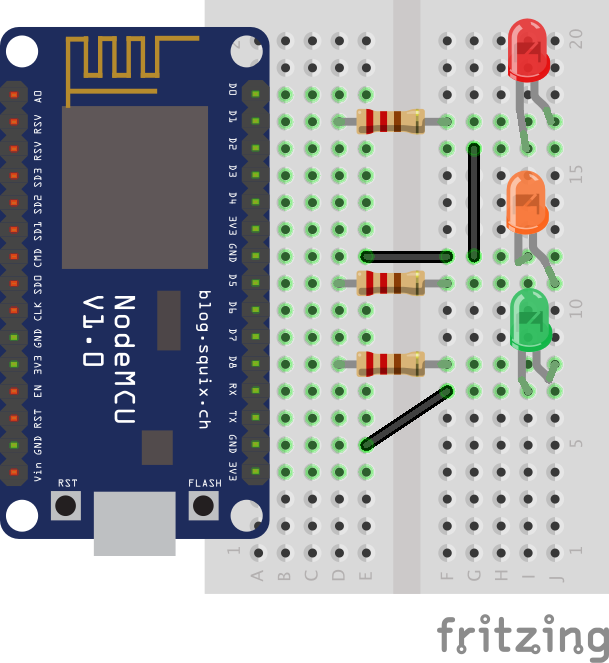 A0
RSV
RSV
SD3
SD2
SD1
CMD
SD0
CLK
GND
3V3
EN
RST
GND
Vin
D0
D1
D2
D3
D4
3V3
GND
D5
D6
D7
D8
RX
TX
GND
3V3
NodeMCU
V1.0
blog.squix.ch
RST
FLASH
20
15
10
5
1
1
A
B
C
D
E
F
G
H
I
J
fritzing